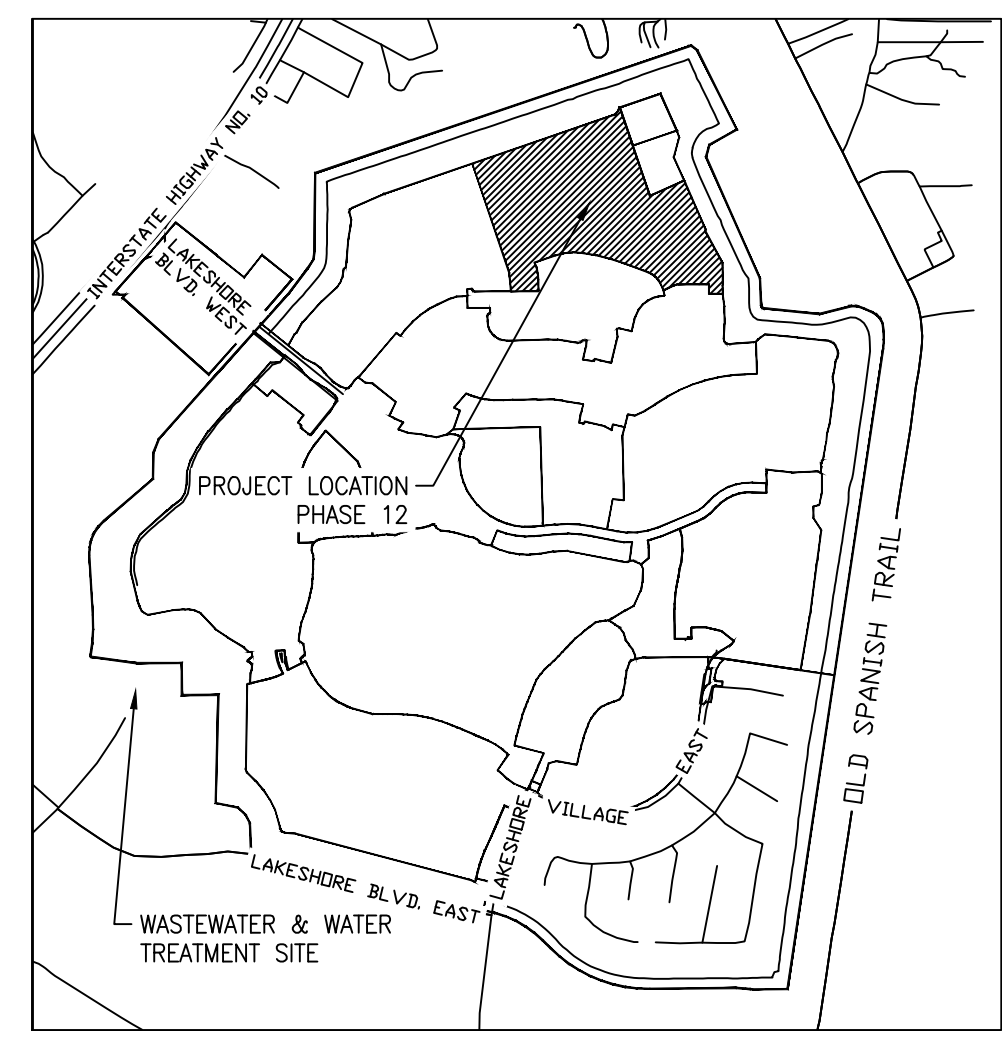 INTERSTATE HIGHWAY NO. 10
LAKESHORE
BLVD. WEST
PROJECT LOCATION
PHASE 12
OLD SPANISH TRAIL
EAST
VILLAGE
LAKESHORE
LAKESHORE BLVD. EAST
WASTEWATER & WATER
TREATMENT SITE